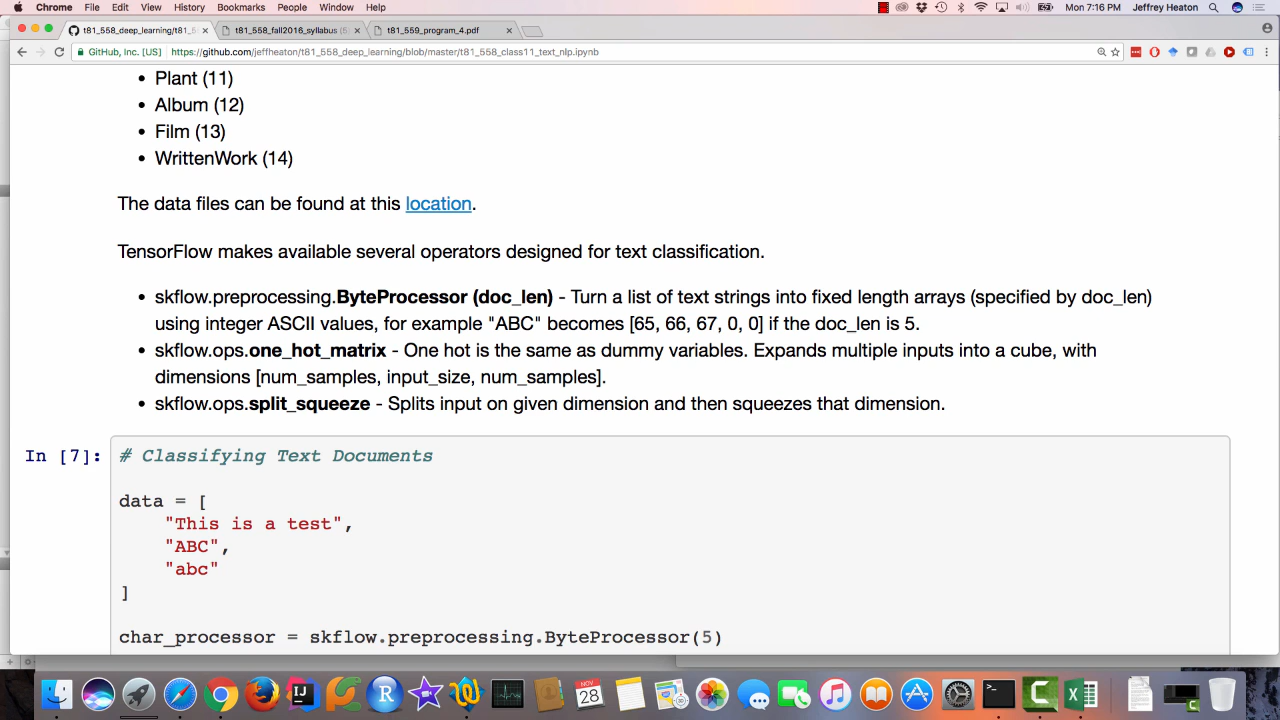 Chrome File Edit View History Bookmarks People Window Help Mon 7:16 PM Jeffrey Heaton
t81_558_deep_learning/t81_5 t81_558_fall2016_syllabus (5 t81_559_program_4.pdf
GitHub, Inc. [US] https://github.com/jeffheaton/t81_558_deep_learning/blob/master/t81_558_class11_text_nlp.ipynb
• Plant (11)
• Album (12)
• Film (13)
• WrittenWork (14)
The data files can be found at this location.
TensorFlow makes available several operators designed for text classification.
• skflow.preprocessing.ByteProcessor (doc_len) - Turn a list of text strings into fixed length arrays (specified by doc_len)
using integer ASCII values, for example "ABC" becomes [65, 66, 67, 0, 0] if the doc_len is 5.
• skflow.ops.one_hot_matrix - One hot is the same as dummy variables. Expands multiple inputs into a cube, with
dimensions [num_samples, input_size, num_samples].
• skflow.ops.split_squeeze - Splits input on given dimension and then squeezes that dimension.
In [7]: # Classifying Text Documents
data = [
"This is a test",
"ABC",
"abc"
]
char_processor = skflow.preprocessing.ByteProcessor(5)
NOV
28